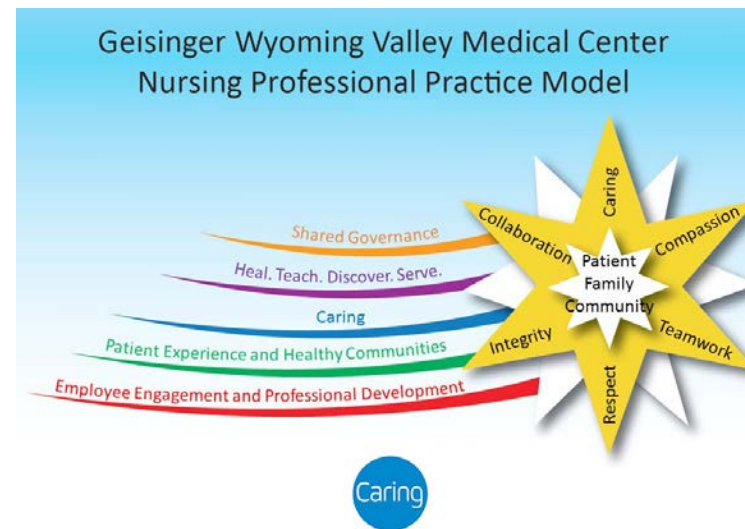 Geisinger Wyoming Valley Medical Center
Nursing Professional Practice Model
Shared Governance
Heal. Teach. Discover. Serve.
Caring
Patient Experience and Healthy Communities
Employee Engagement and Professional Development
Caring
Compassion
Teamwork
Respect
Integrity
Collaboration
Patient
Family
Community
Caring